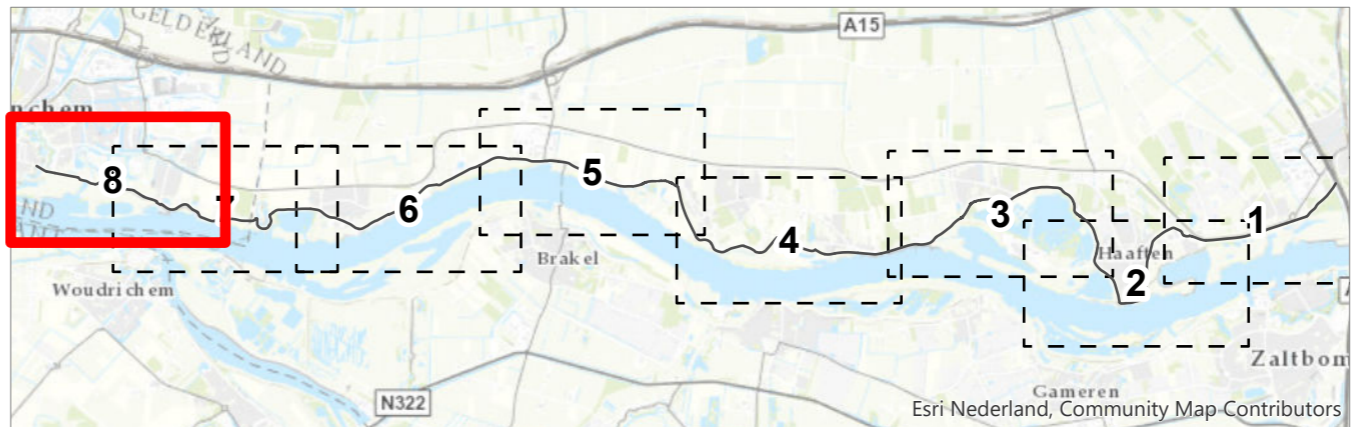 GELDERLAND
A15
nchem
8
7
6
5
4
3
2
1
Haaften
Brakel
Woudrichem
Zaltbom
Gameren
N322
Esri Nederland, Community Map Contributors